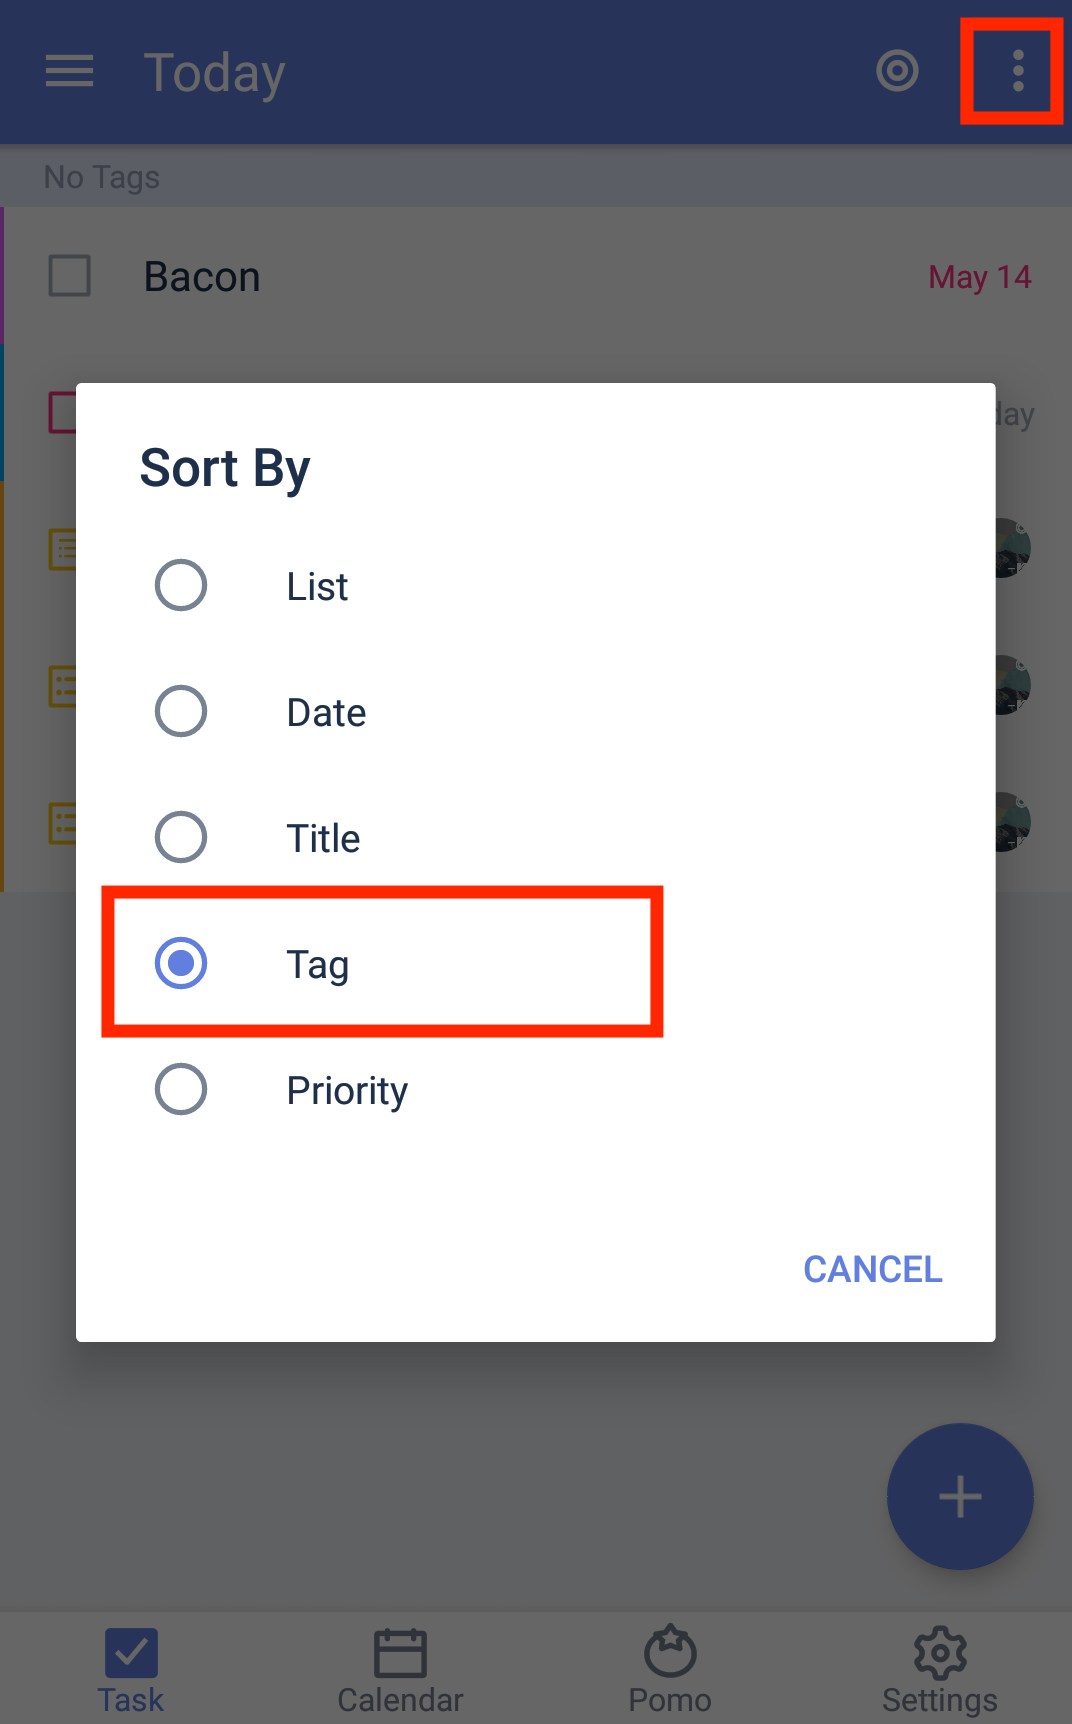 Today
No Tags
Bacon
May 14
Sort By
List
Date
Title
Tag
Priority
CANCEL
Task
Calendar
Pomo
Settings